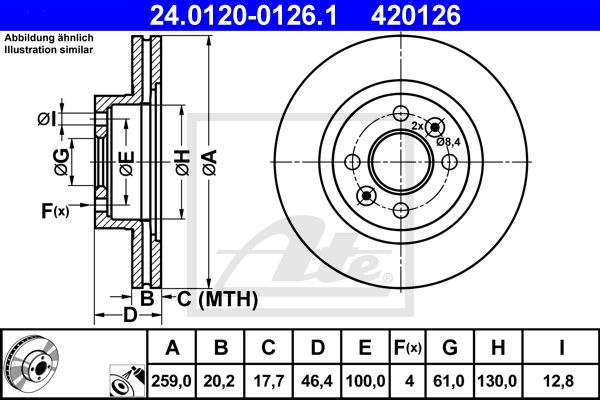 24.0120-0126.1 420126
Abbildung ähnlich
Illustration similar
ØI
ØG
ØE
ØH
ØA
F(x)
2x
Ø8,4
B
C (MTH)
D
Ate
A B C D E F(x) G H I
259,0 20,2 17,7 46,4 100,0 4 61,0 130,0 12,8